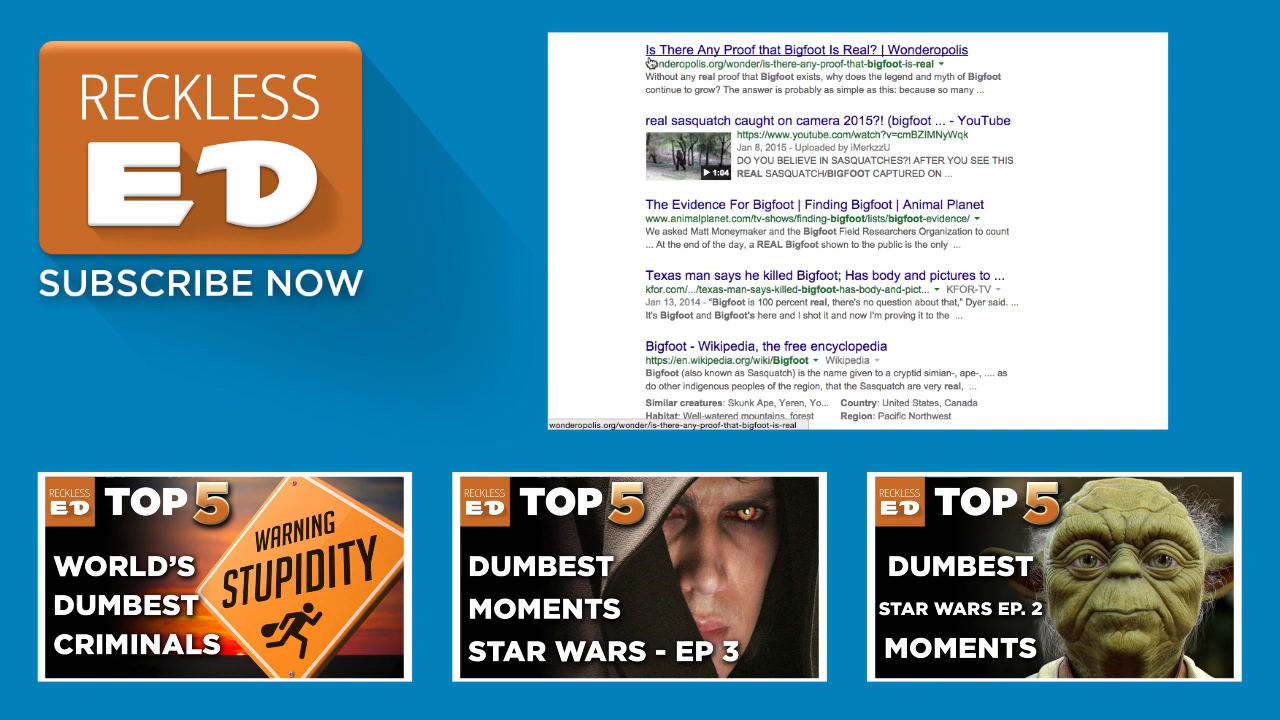 RECKLESS
ED
SUBSCRIBE NOW
Is There Any Proof that Bigfoot Is Real? | Wonderopolis
nderopolis.org/wonder/is-there-any-proof-that-bigfoot-is-real
Without any real proof that Bigfoot exists, why does the legend and myth of Bigfoot
continue to grow? The answer is probably as simple as this: because so many ...
real sasquatch caught on camera 2015?! (bigfoot ... - YouTube
https://www.youtube.com/watch?v=cmBZIMNyWqk
Jan 8, 2015 - Uploaded by iMerkzzU
DO YOU BELIEVE IN SASQUATCHES?! AFTER YOU SEE THIS
REAL SASQUATCH/BIGFOOT CAPTURED ON ...
1:04
The Evidence For Bigfoot | Finding Bigfoot | Animal Planet
www.animalplanet.com/tv-shows/finding-bigfoot/lists/bigfoot-evidence/
We asked Matt Moneymaker and the Bigfoot Field Researchers Organization to count
... At the end of the day, a REAL Bigfoot shown to the public is the only ...
Texas man says he killed Bigfoot; Has body and pictures to ...
kfor.com/.../texas-man-says-killed-bigfoot-has-body-and-pict... KFOR-TV
Jan 13, 2014 - "Bigfoot is 100 percent real, there's no question about that," Dyer said. ...
It's Bigfoot and Bigfoot's here and I shot it and now I'm proving it to the ...
Bigfoot - Wikipedia, the free encyclopedia
https://en.wikipedia.org/wiki/Bigfoot Wikipedia
Bigfoot (also known as Sasquatch) is the name given to a cryptid simian-, ape-, .... as
do other indigenous peoples of the region, that the Sasquatch are very real, ...
Similar creatures: Skunk Ape, Yeren, Yo... Country: United States, Canada
Habitat: Well-watered mountains, forest Region: Pacific Northwest
wonderopolis.org/wonder/is-there-any-proof-that-bigfoot-is-real
RECKLESS
ED
TOP 5
WORLD'S
DUMBEST
CRIMINALS
WARNING
STUPIDITY
RECKLESS
ED
TOP 5
DUMBEST
MOMENTS
STAR WARS - EP 3
RECKLESS
ED
TOP 5
DUMBEST
STAR WARS EP. 2
MOMENTS